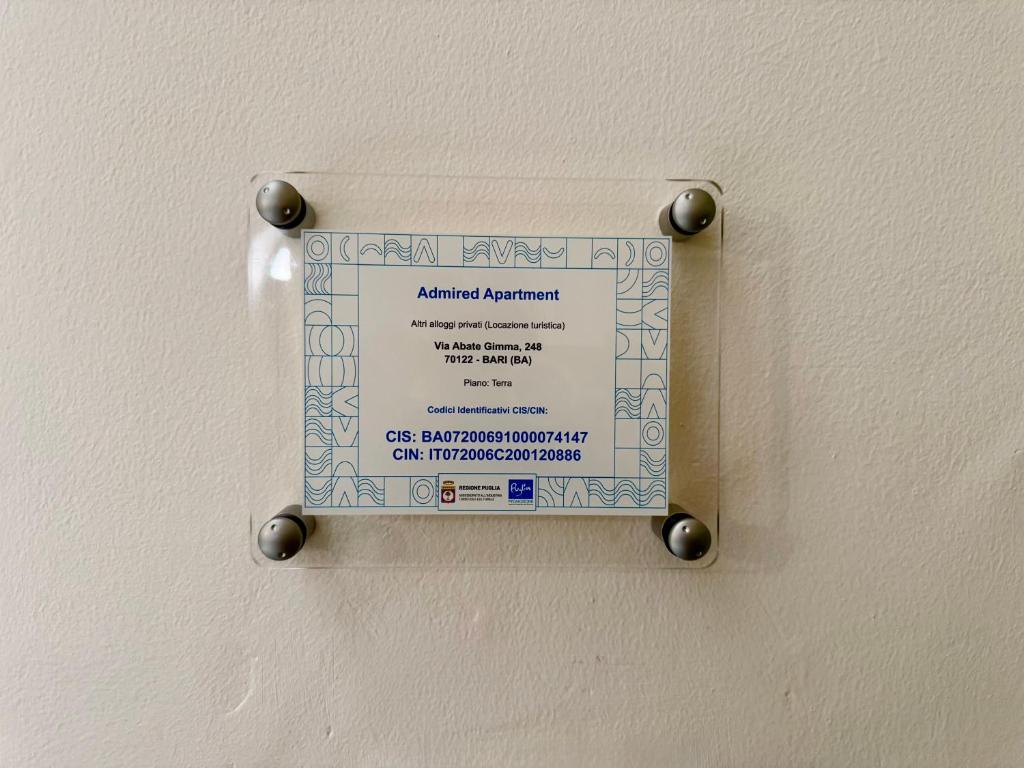 Admired Apartment
Altri alloggi privati (Locazione turistica)
Via Abate Gimma, 248
70122 - BARI (BA)
Piano: Terra
Codici Identificativi CIS/CIN:
CIS: BA07200691000074147
CIN: IT072006C200120886
REGIONE PUGLIA
Puglia